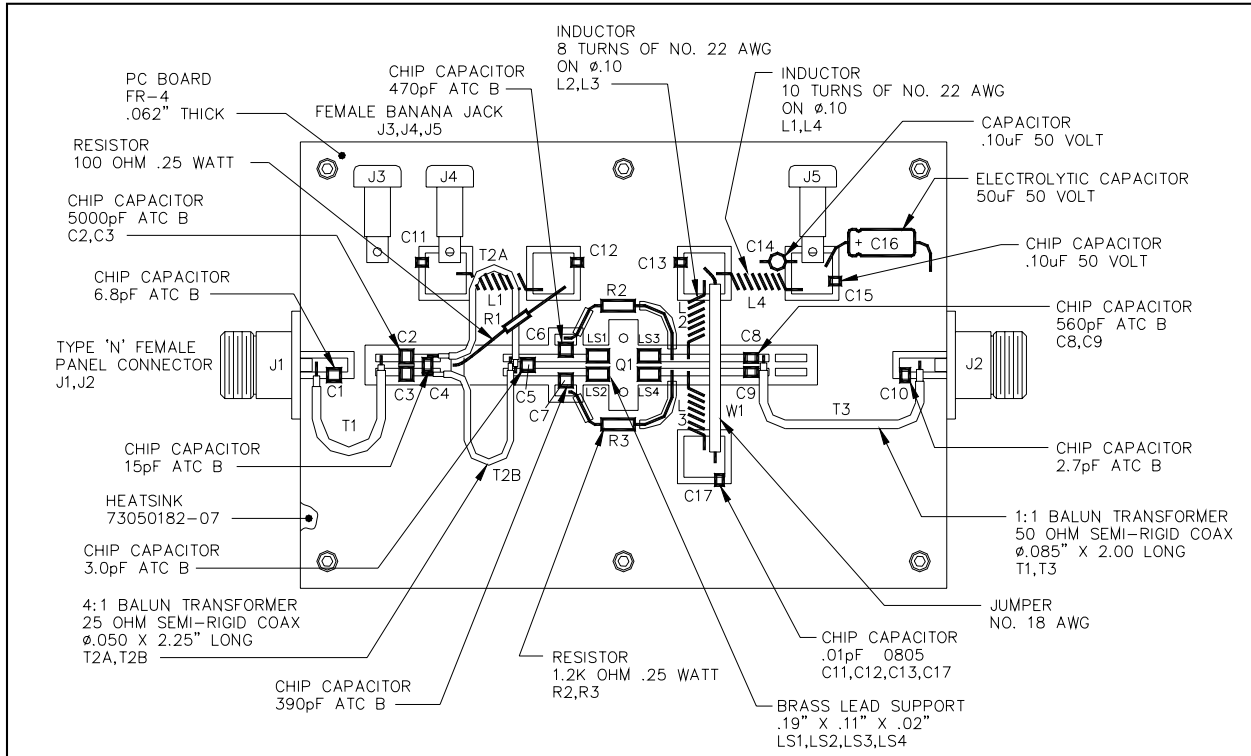 INDUCTOR
8 TURNS OF NO. 22 AWG
ON ø.10
L2,L3
CHIP CAPACITOR
470pF ATC B
INDUCTOR
10 TURNS OF NO. 22 AWG
ON ø.10
L1,L4
PC BOARD
FR-4
.062" THICK
FEMALE BANANA JACK
J3,J4,J5
CAPACITOR
.10uF 50 VOLT
RESISTOR
100 OHM .25 WATT
ELECTROLYTIC CAPACITOR
50uF 50 VOLT
CHIP CAPACITOR
5000pF ATC B
C2,C3
CHIP CAPACITOR
.10uF 50 VOLT
CHIP CAPACITOR
6.8pF ATC B
CHIP CAPACITOR
560pF ATC B
C8,C9
TYPE 'N' FEMALE
PANEL CONNECTOR
J1,J2
J3
J4
J5
C11
T2A
C12
C13
C14
+ C16
C15
L1
R1
R2
L2
L4
C2
C6
LS1
LS3
C8
J1
Q1
J2
C1
C3
C4
C5
LS2
LS4
C9
C10
C7
T1
L3
W1
T3
R3
T2B
C17
CHIP CAPACITOR
15pF ATC B
CHIP CAPACITOR
2.7pF ATC B
HEATSINK
73050182-07
1:1 BALUN TRANSFORMER
50 OHM SEMI-RIGID COAX
ø.085" X 2.00 LONG
T1,T3
CHIP CAPACITOR
3.0pF ATC B
4:1 BALUN TRANSFORMER
25 OHM SEMI-RIGID COAX
ø.050 X 2.25" LONG
T2A,T2B
JUMPER
NO. 18 AWG
CHIP CAPACITOR
.01pF 0805
C11,C12,C13,C17
RESISTOR
1.2K OHM .25 WATT
R2,R3
CHIP CAPACITOR
390pF ATC B
BRASS LEAD SUPPORT
.19" X .11" X .02"
LS1,LS2,LS3,LS4